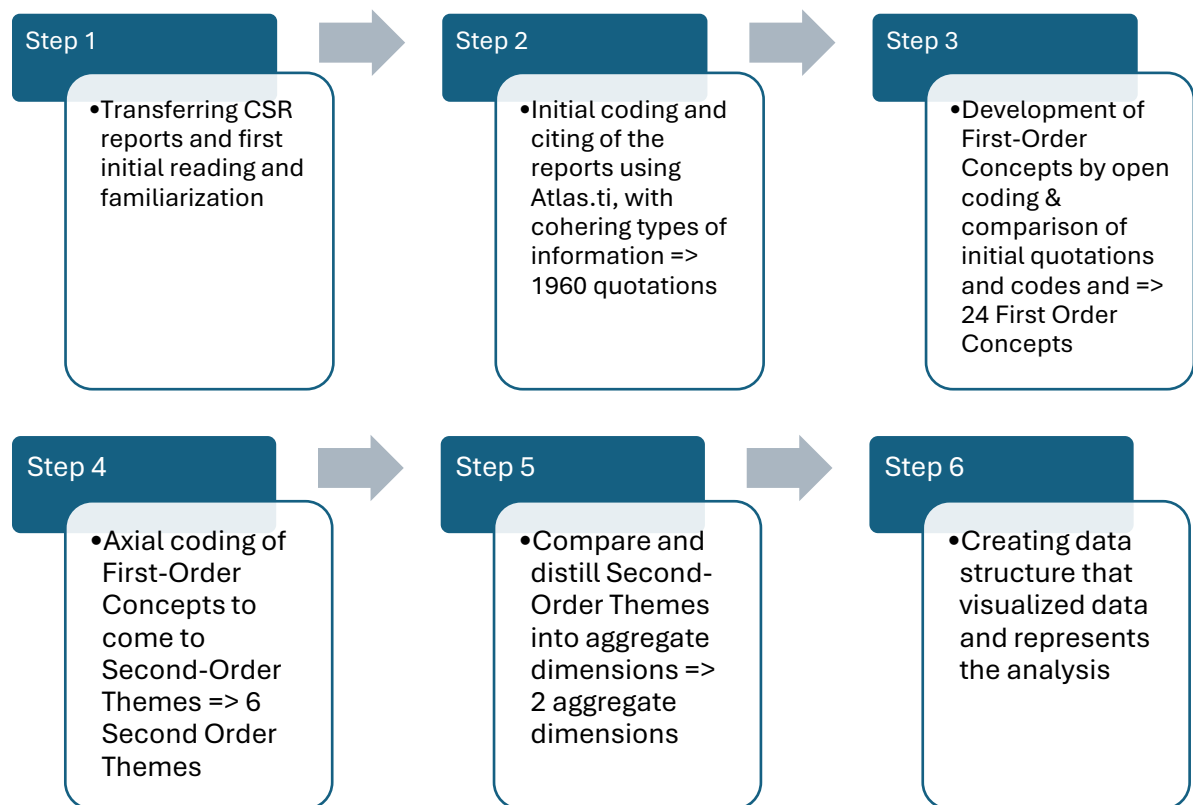 Step 1
•Transferring CSR
reports and first
initial reading and
familiarization
Step 2
•Initial coding and
citing of the
reports using
Atlas.ti, with
cohering types of
information =>
1960 quotations
Step 3
•Development of
First-Order
Concepts by open
coding &
comparison of
initial quotations
and codes and =>
24 First Order
Concepts
Step 4
•Axial coding of
First-Order
Concepts to
come to
Second-Order
Themes => 6
Second Order
Themes
Step 5
•Compare and
distill Second-
Order Themes
into aggregate
dimensions =>
2 aggregate
dimensions
Step 6
•Creating data
structure that
visualized data
and represents
the analysis